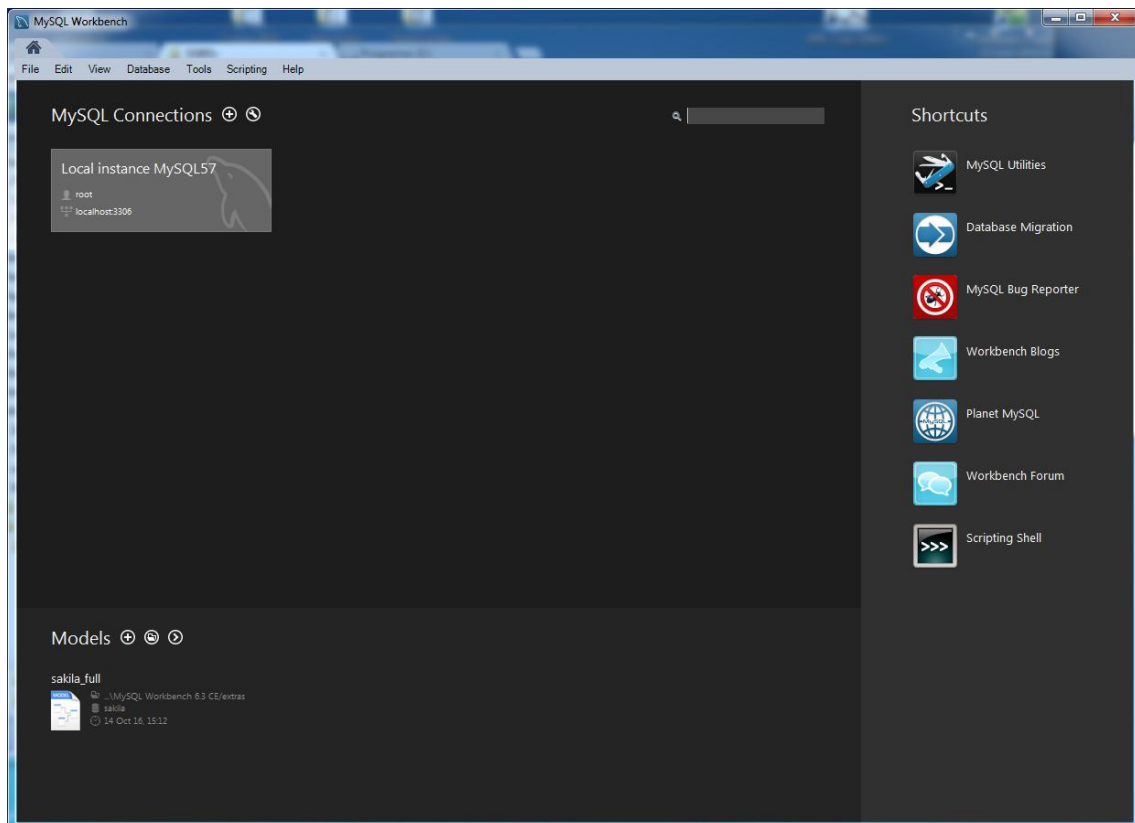 MySQL Workbench
File Edit View Database Tools Scripting Help
MySQL Connections
Local instance MySQL57
root
localhost:3306
Models
sakila_full
MODEL
...\MySQL Workbench 6.3 CE/extras
sakila
14 Oct 16, 15:12
Shortcuts
MySQL Utilities
Database Migration
MySQL Bug Reporter
Workbench Blogs
MySQL
Planet MySQL
Workbench Forum
>>>
Scripting Shell